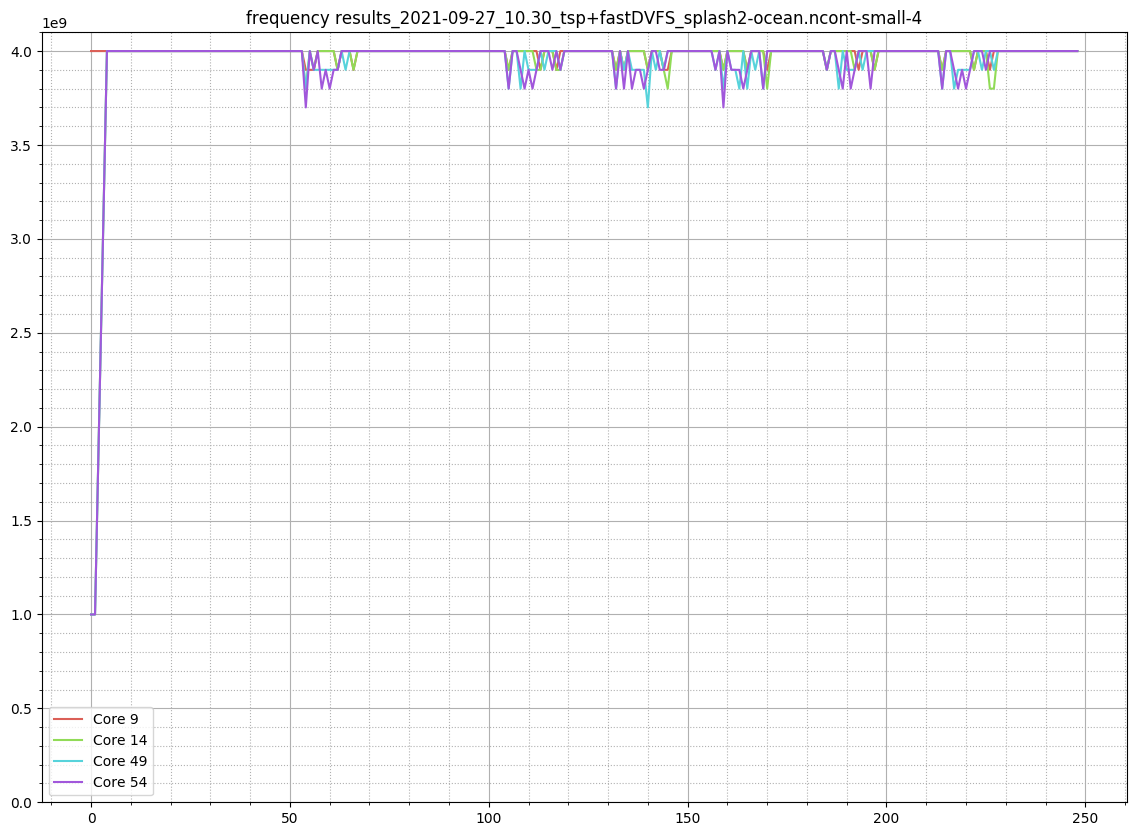 frequency results_2021-09-27_10.30_tsp+fastDVFS_splash2-ocean.ncont-small-4
1e9
4.0
3.5
3.0
2.5
2.0
1.5
1.0
0.5
0.0
Core 9
Core 14
Core 49
Core 54
0 50 100 150 200 250